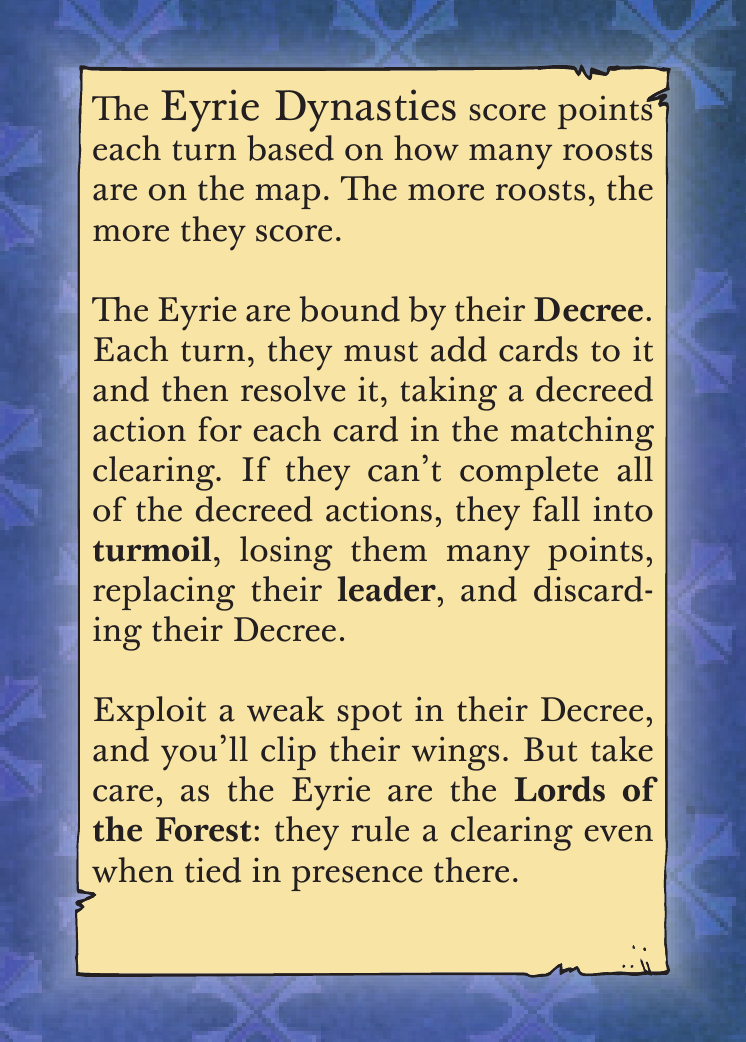 The Eyrie Dynasties score points
each turn based on how many roosts
are on the map. The more roosts, the
more they score.
The Eyrie are bound by their Decree.
Each turn, they must add cards to it
and then resolve it, taking a decreed
action for each card in the matching
clearing. If they can’t complete all
of the decreed actions, they fall into
turmoil, losing them many points,
replacing their leader, and discard-
ing their Decree.
Exploit a weak spot in their Decree,
and you’ll clip their wings. But take
care, as the Eyrie are the Lords of
the Forest: they rule a clearing even
when tied in presence there.